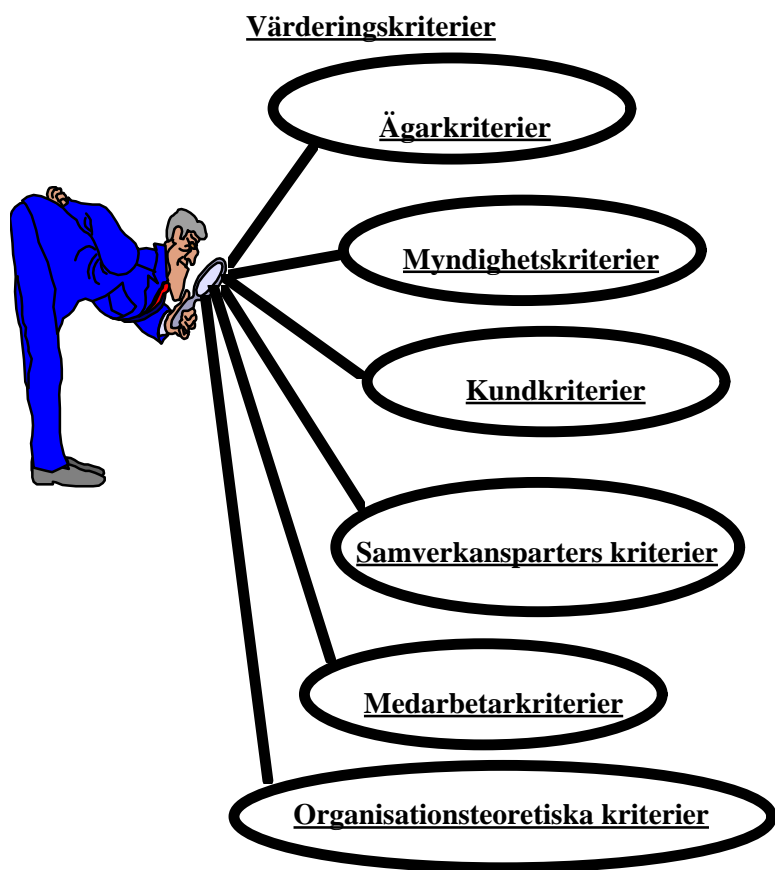 Värderingskriterier
Ägarkriterier
Myndighetskriterier
Kundkriterier
Samverkansparters kriterier
Medarbetarkriterier
Organisationsteoretiska kriterier